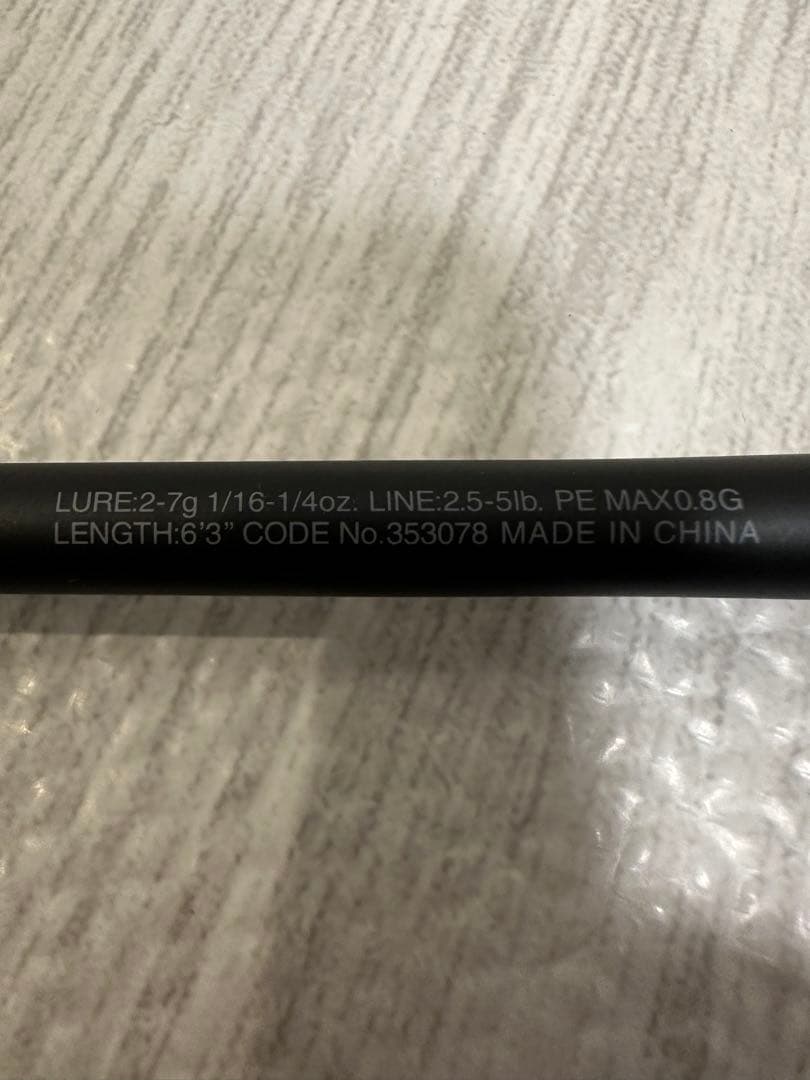 LURE:2-7g 1/16-1/4oz. LINE:2.5-5lb. PE MAX0.8G
LENGTH:6'3” CODE No.353078 MADE IN CHINA